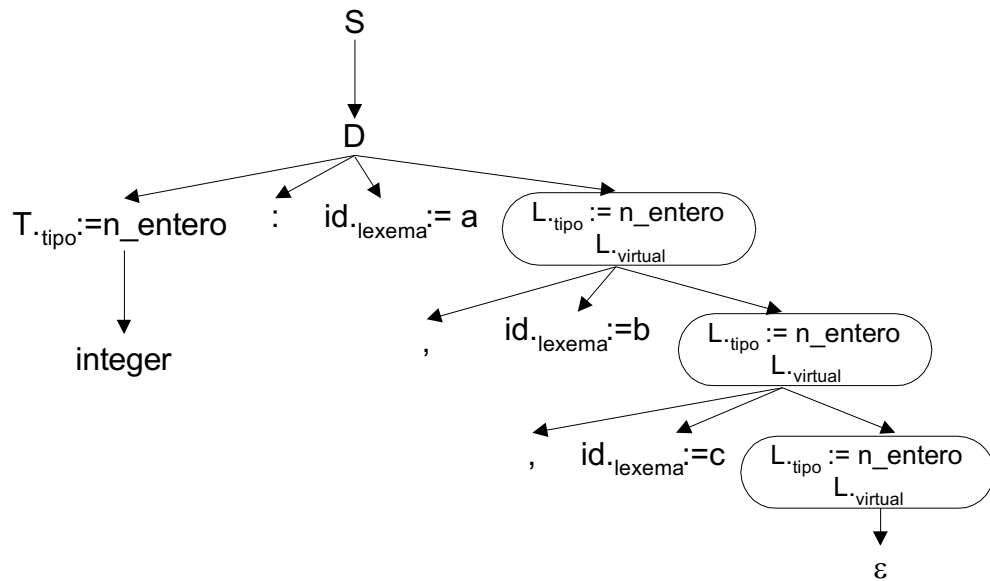 S
D
T.tipo:=n_entero : id.lexema:= a L.tipo := n_entero
L.virtual
, id.lexema:=b L.tipo := n_entero
integer L.virtual
, id.lexema:=c L.tipo := n_entero
L.virtual
ε